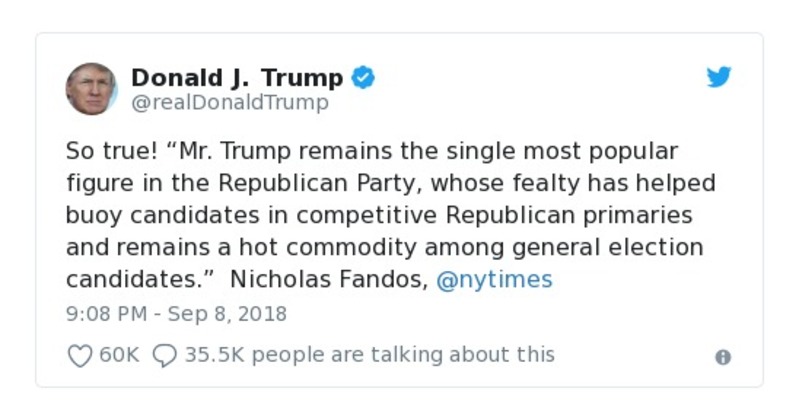 Donald J. Trump
@realDonaldTrump
So true! “Mr. Trump remains the single most popular
figure in the Republican Party, whose fealty has helped
buoy candidates in competitive Republican primaries
and remains a hot commodity among general election
candidates.”  Nicholas Fandos, @nytimes
9:08 PM - Sep 8, 2018
60K 35.5K people are talking about this